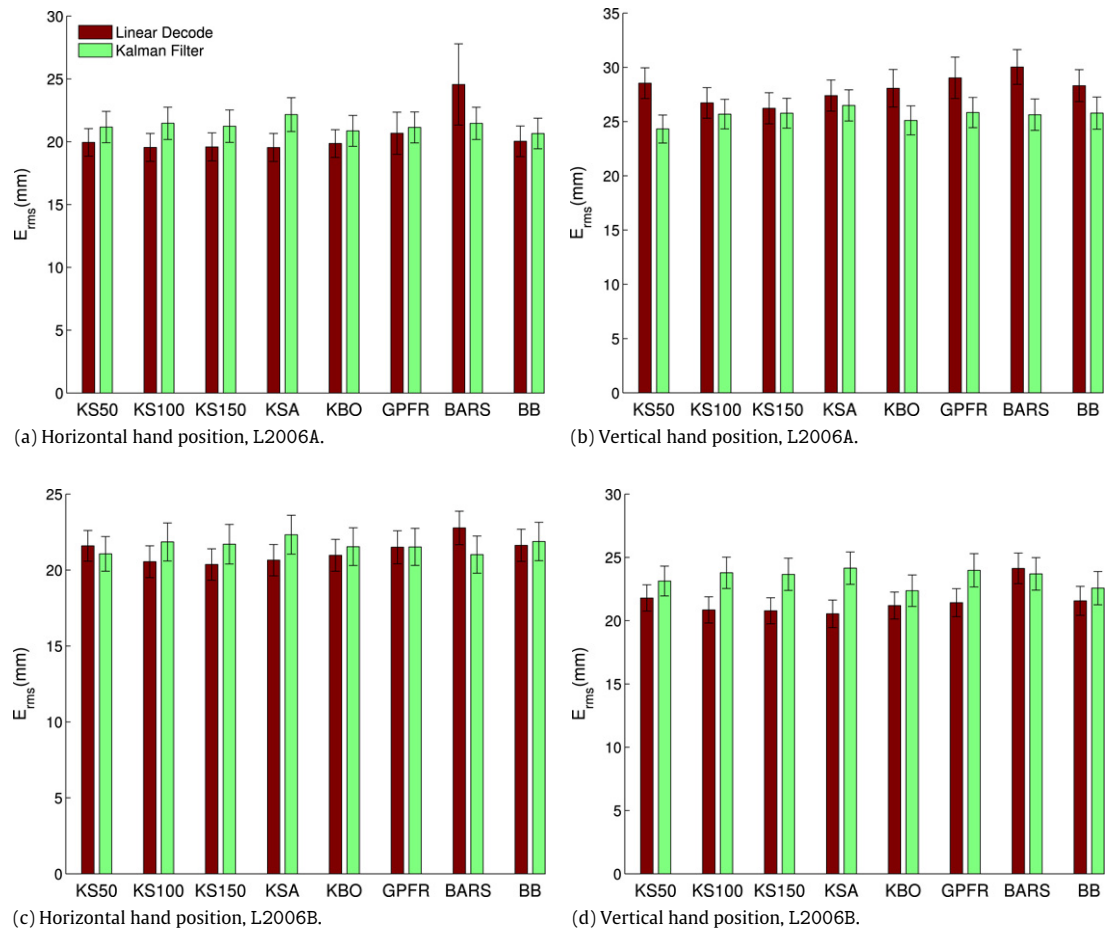 30
25
20
15
10
5
0
E_rms(mm)
Linear Decode
Kalman Filter
KS50 KS100 KS150 KSA KBO GPFR BARS BB
(a) Horizontal hand position, L2006A.
35
30
25
20
15
10
5
0
E_rms(mm)
KS50 KS100 KS150 KSA KBO GPFR BARS BB
(b) Vertical hand position, L2006A.
25
20
15
10
5
0
E_rms(mm)
KS50 KS100 KS150 KSA KBO GPFR BARS BB
(c) Horizontal hand position, L2006B.
30
25
20
15
10
5
0
E_rms(mm)
KS50 KS100 KS150 KSA KBO GPFR BARS BB
(d) Vertical hand position, L2006B.